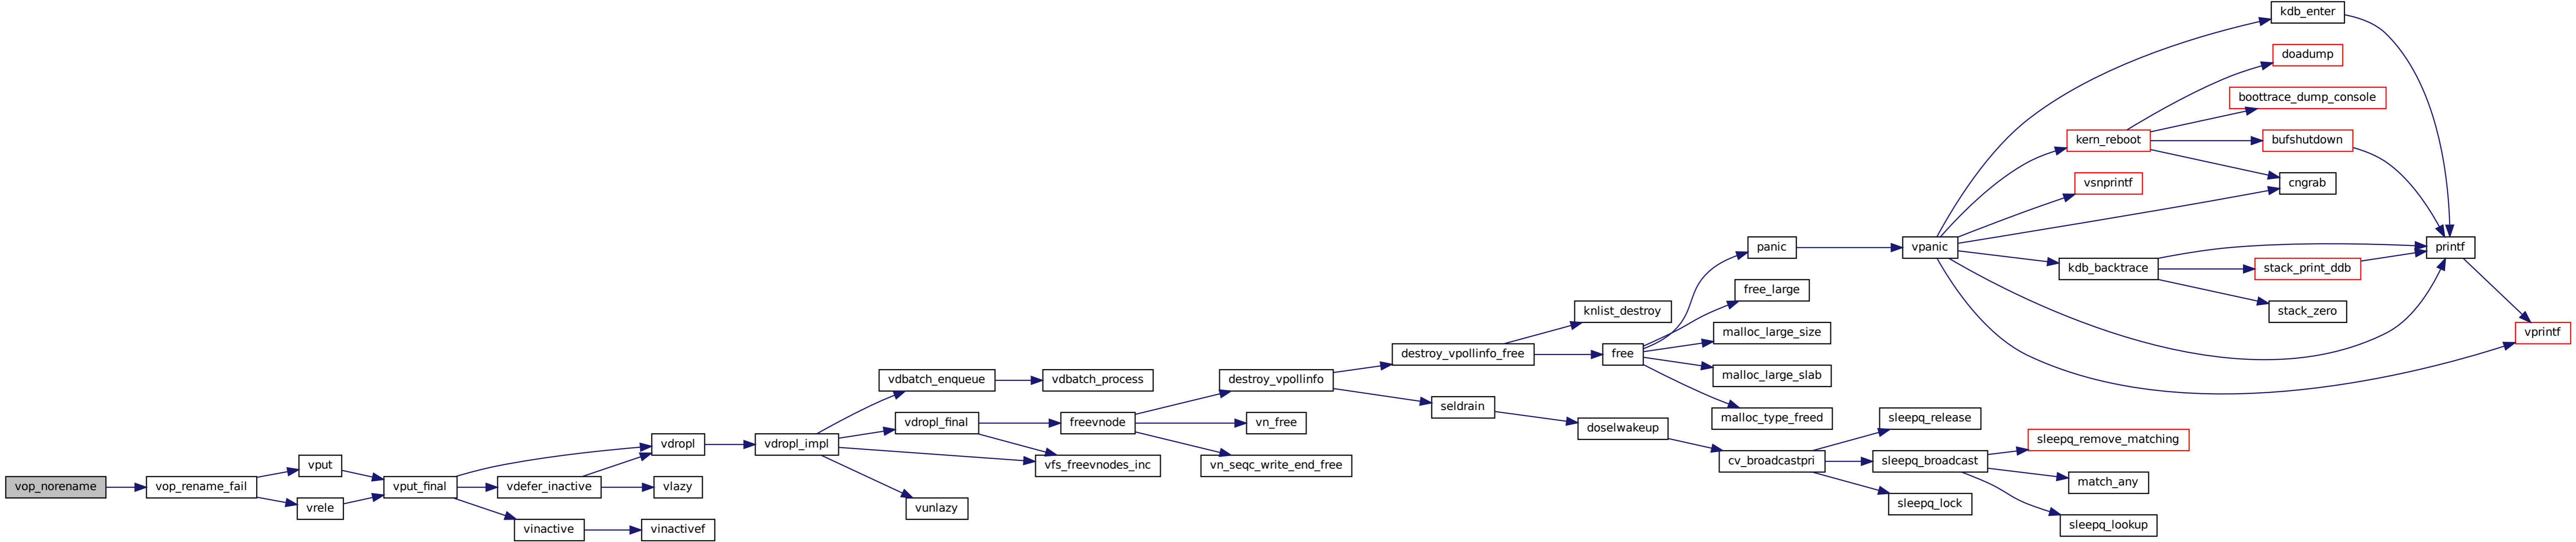 vop_norename
vop_rename_fail
vput
vrele
vput_final
vdropl
vdefer_inactive
vinactive
vlazy
vinactivef
vdropl_impl
vdbatch_enqueue
vdropl_final
vunlazy
vdbatch_process
freevnode
vfs_freevnodes_inc
destroy_vpollinfo
vn_free
vn_seqc_write_end_free
destroy_vpollinfo_free
seldrain
knlist_destroy
free
doselwakeup
panic
free_large
malloc_large_size
malloc_large_slab
malloc_type_freed
cv_broadcastpri
vpanic
sleepq_release
sleepq_broadcast
sleepq_lock
kern_reboot
vsnprintf
kdb_backtrace
sleepq_remove_matching
match_any
sleepq_lookup
kdb_enter
doadump
boottrace_dump_console
bufshutdown
cngrab
stack_print_ddb
stack_zero
printf
vprintf